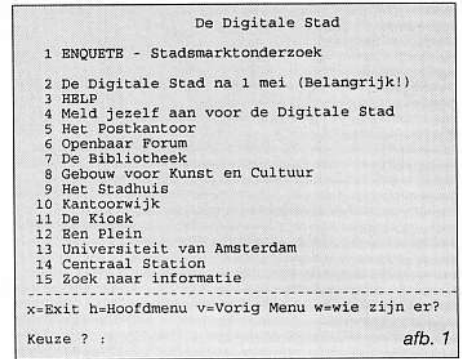 De Digitale Stad
1 ENQUETE - Stadsmarktonderzoek
2 De Digitale Stad na 1 mei (Belangrijk!)
3 HELP
4 Meld jezelf aan voor de Digitale Stad
5 Het Postkantoor
6 Openbaar Forum
7 De Bibliotheek
8 Gebouw voor Kunst en Cultuur
9 Het Stadhuis
10 Kantoorwijk
11 De Kiosk
12 Een Plein
13 Universiteit van Amsterdam
14 Centraal Station
15 Zoek naar informatie
x=Exit h=Hoofdmenu v=Vorig Menu w=wie zijn er?
Keuze ? : afb. 1